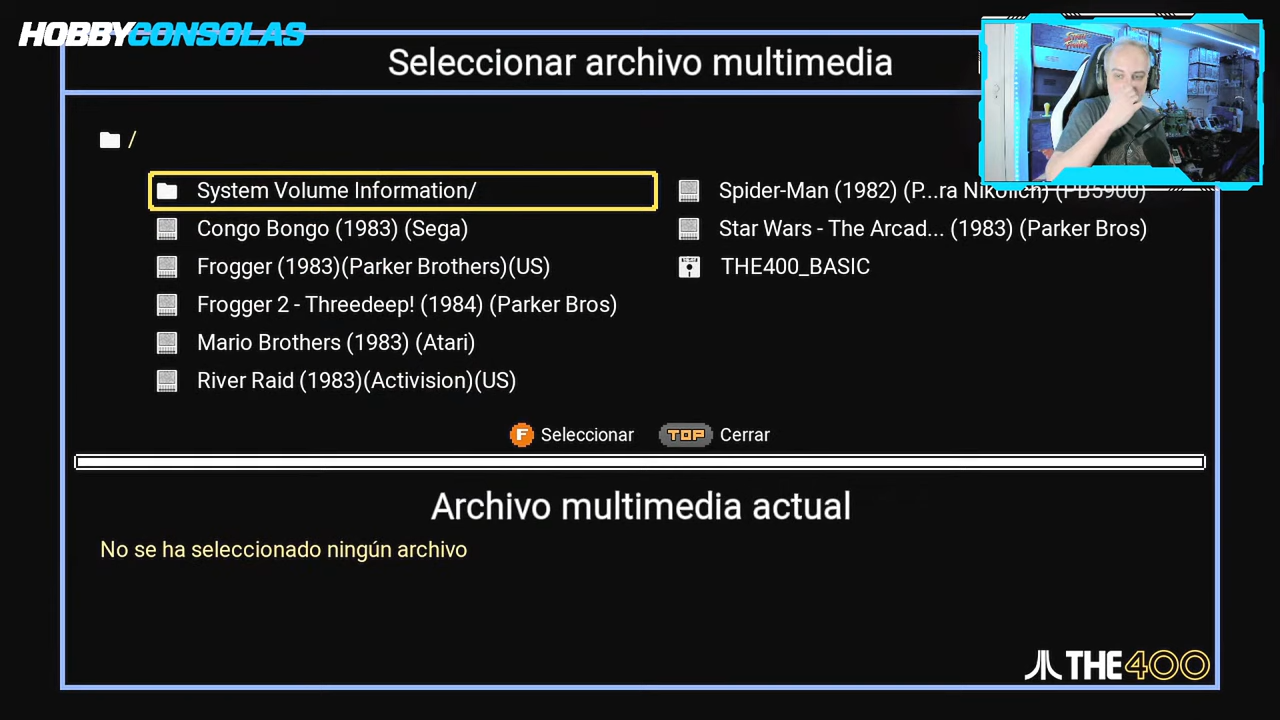 HOBBYCONSOLAS
Seleccionar archivo multimedia
/
System Volume Information/
Congo Bongo (1983) (Sega)
Frogger (1983)(Parker Brothers)(US)
Frogger 2 - Threedeep! (1984) (Parker Bros)
Mario Brothers (1983) (Atari)
River Raid (1983)(Activision)(US)
Spider-Man (1982) (P...ra Nikolich) (PB5900)
Star Wars - The Arcad... (1983) (Parker Bros)
THE400_BASIC
F Seleccionar TOP Cerrar
Archivo multimedia actual
No se ha seleccionado ningún archivo
THE400